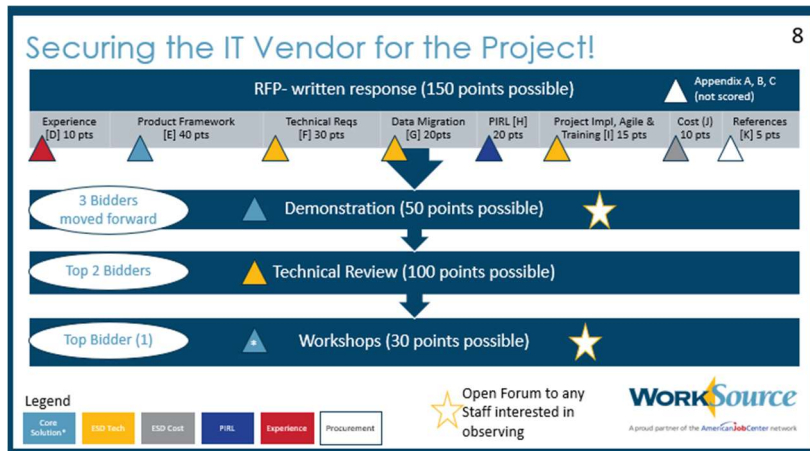 8
Securing the IT Vendor for the Project!
RFP- written response (150 points possible)
Appendix A, B, C
(not scored)
Experience
[D] 10 pts
Product Framework
[E] 40 pts
Technical Reqs
[F] 30 pts
Data Migration
[G] 20pts
PIRL [H]
20 pts
Project Impl, Agile &
Training [I] 15 pts
Cost (J)
10 pts
References
[K] 5 pts
3 Bidders
moved forward
Demonstration (50 points possible)
Top 2 Bidders
Technical Review (100 points possible)
Top Bidder (1)
Workshops (30 points possible)
Legend
Core
Solution*
ESD Tech
ESD Cost
PIRL
Experience
Procurement
Open Forum to any
Staff interested in
observing
WorkSource
A proud partner of the AmericanJobCenter network